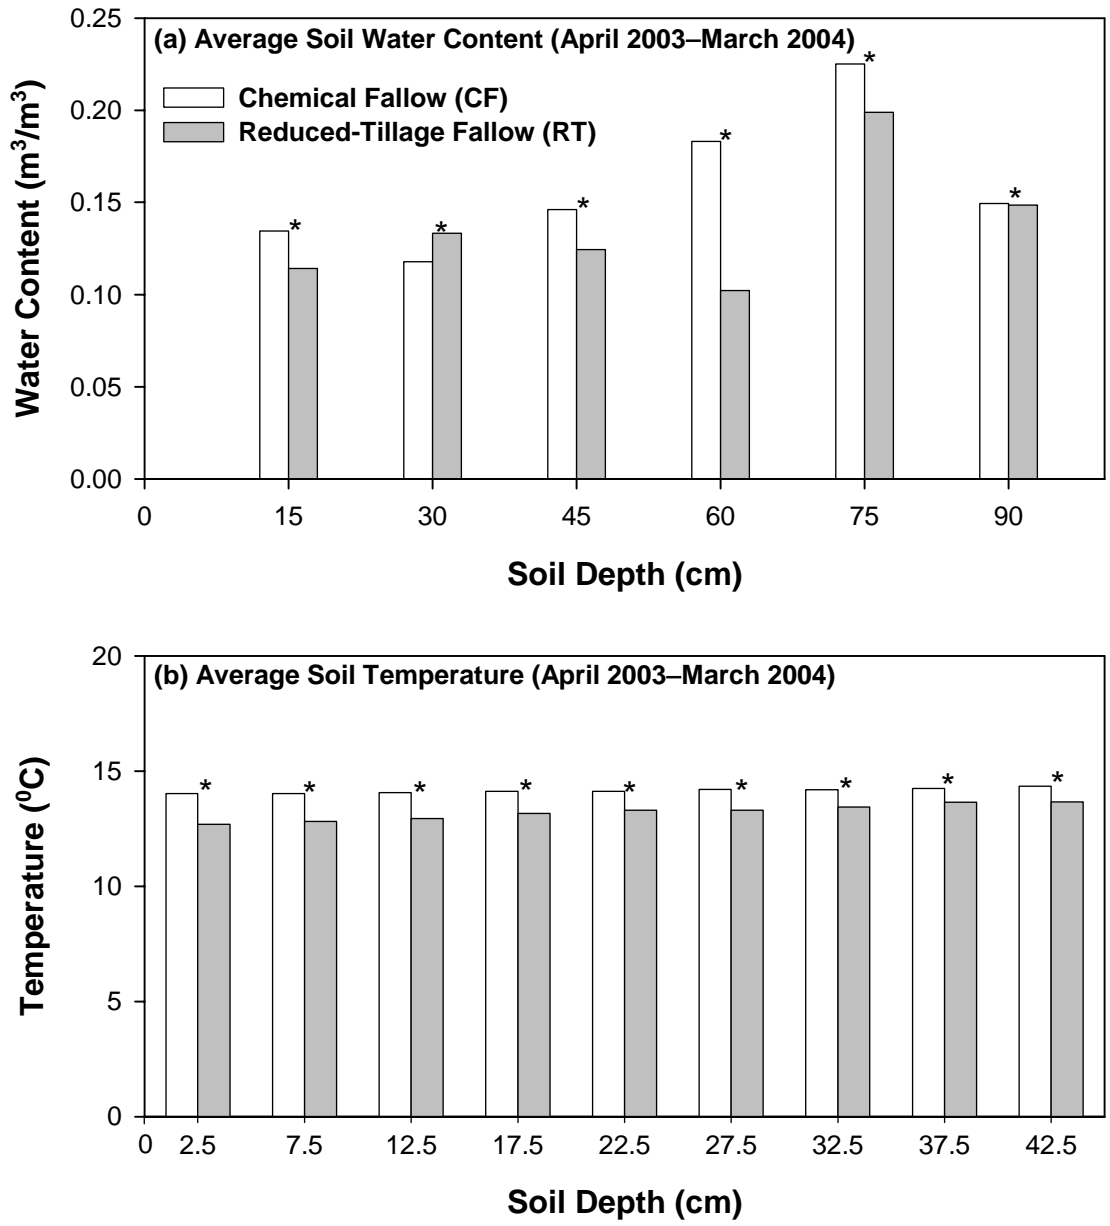 (a) Average Soil Water Content (April 2003–March 2004)
Chemical Fallow (CF)
Reduced-Tillage Fallow (RT)
Water Content (m³/m³)
0.25
0.20
0.15
0.10
0.05
0.00
* * * * * *
0 15 30 45 60 75 90
Soil Depth (cm)
(b) Average Soil Temperature (April 2003–March 2004)
Temperature (⁰C)
20
15
10
5
0
* * * * * * * * *
0 2.5 7.5 12.5 17.5 22.5 27.5 32.5 37.5 42.5
Soil Depth (cm)